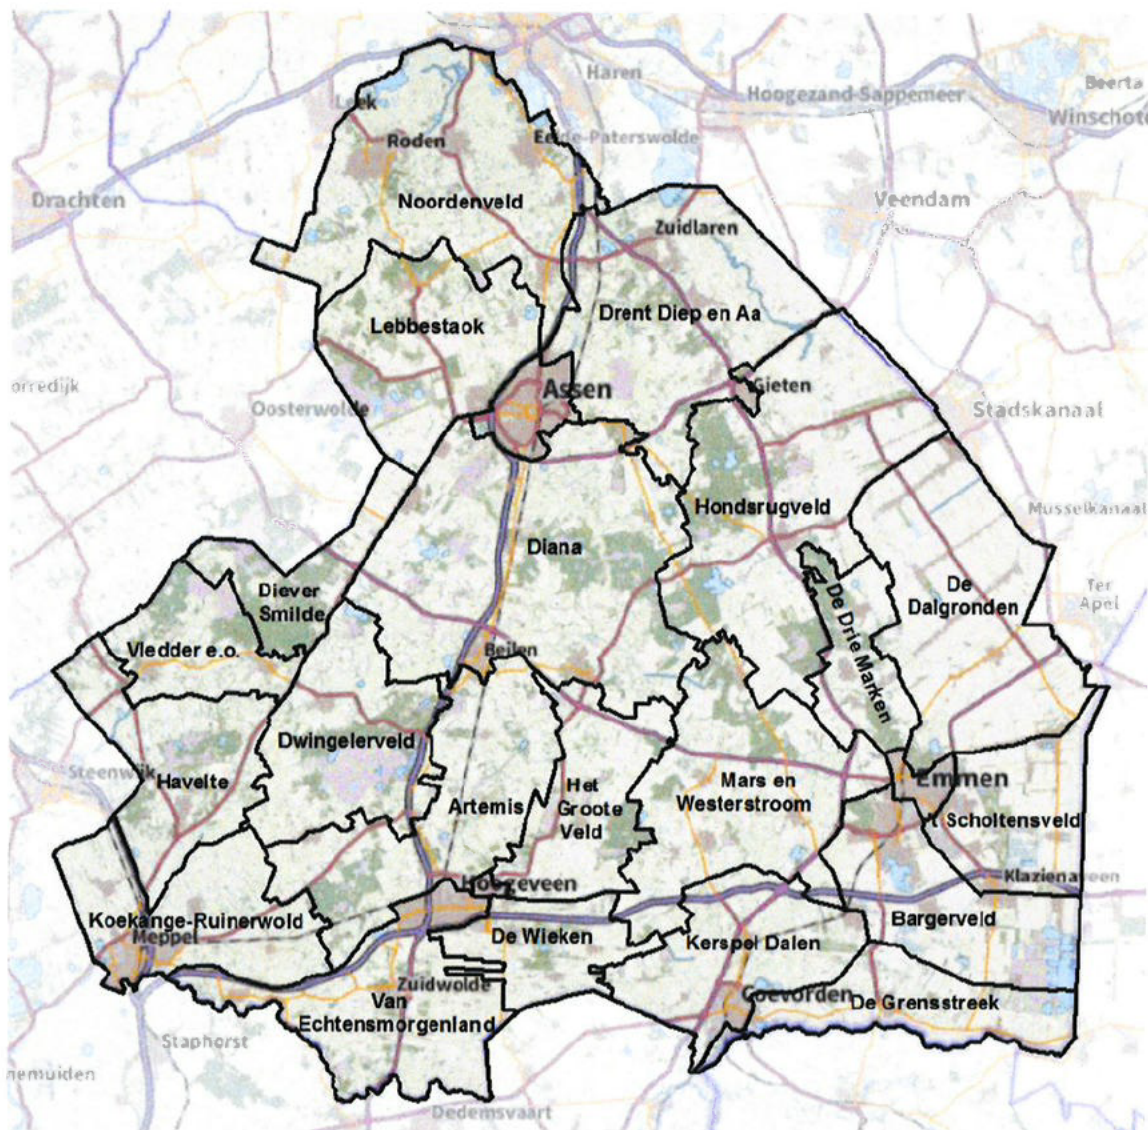 Haren
Beerta
Leek
Hoogezand-Sappemeer
Winschote
Roden
Eelde-Paterswolde
Drachten
Noordenveld
Veendam
Zuidlaren
Lebbestaok
Drent Diep en Aa
orredijk
Assen
Gieten
Oosterwolde
Stadskanaal
Hondsrugveld
Musselkanaal
Diana
Diever
Smilde
De
Dalgronden
Ter
Apel
De Drie Marken
Vledder e.o.
Beilen
Dwingelerveld
Steenwijk
Havelte
Artemis
Het
Groote
Veld
Mars en
Westerstroom
Emmen
't Scholtensveld
Hoogeveen
Klazienaveen
Koekange-Ruinerwold
Meppel
De Wieken
Kerspel Dalen
Bargerveld
Zuidwolde
Van
Echtensmorgenland
Coevorden
De Grensstreek
Staphorst
nemuiden
Dedemsvaart